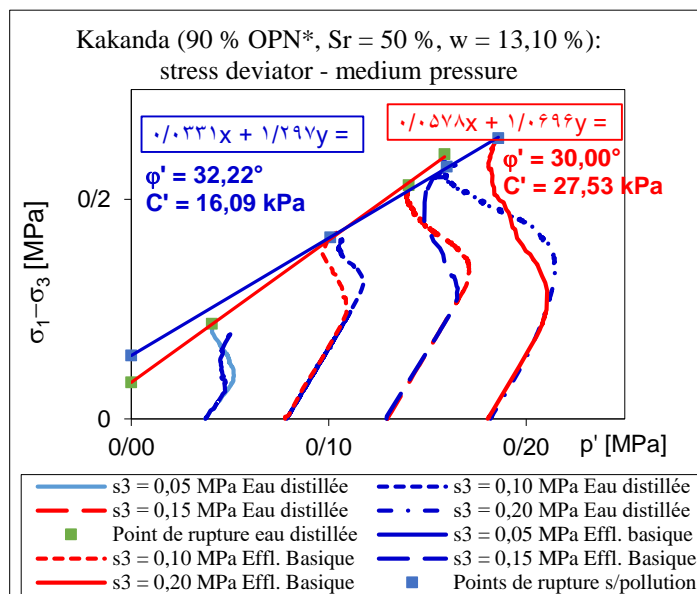 Kakanda (90 % OPN*, Sr = 50 %, w = 13,10 %):
stress deviator - medium pressure
۰/۰۳۳۱x + ۱/۲۹۷y =
۰/۰۵۷۸x + ۱/۰۶۹۶y =
φ' = 32,22°
C' = 16,09 kPa
φ' = 30,00°
C' = 27,53 kPa
σ1−σ3 [MPa]
0/2
0
0/00
0/10
0/20
p' [MPa]
s3 = 0,05 MPa Eau distillée
s3 = 0,10 MPa Eau distillée
s3 = 0,15 MPa Eau distillée
s3 = 0,20 MPa Eau distillée
Point de rupture eau distillée
s3 = 0,05 MPa Effl. basique
s3 = 0,10 MPa Effl. Basique
s3 = 0,15 MPa Effl. Basique
s3 = 0,20 MPa Effl. Basique
Points de rupture s/pollution